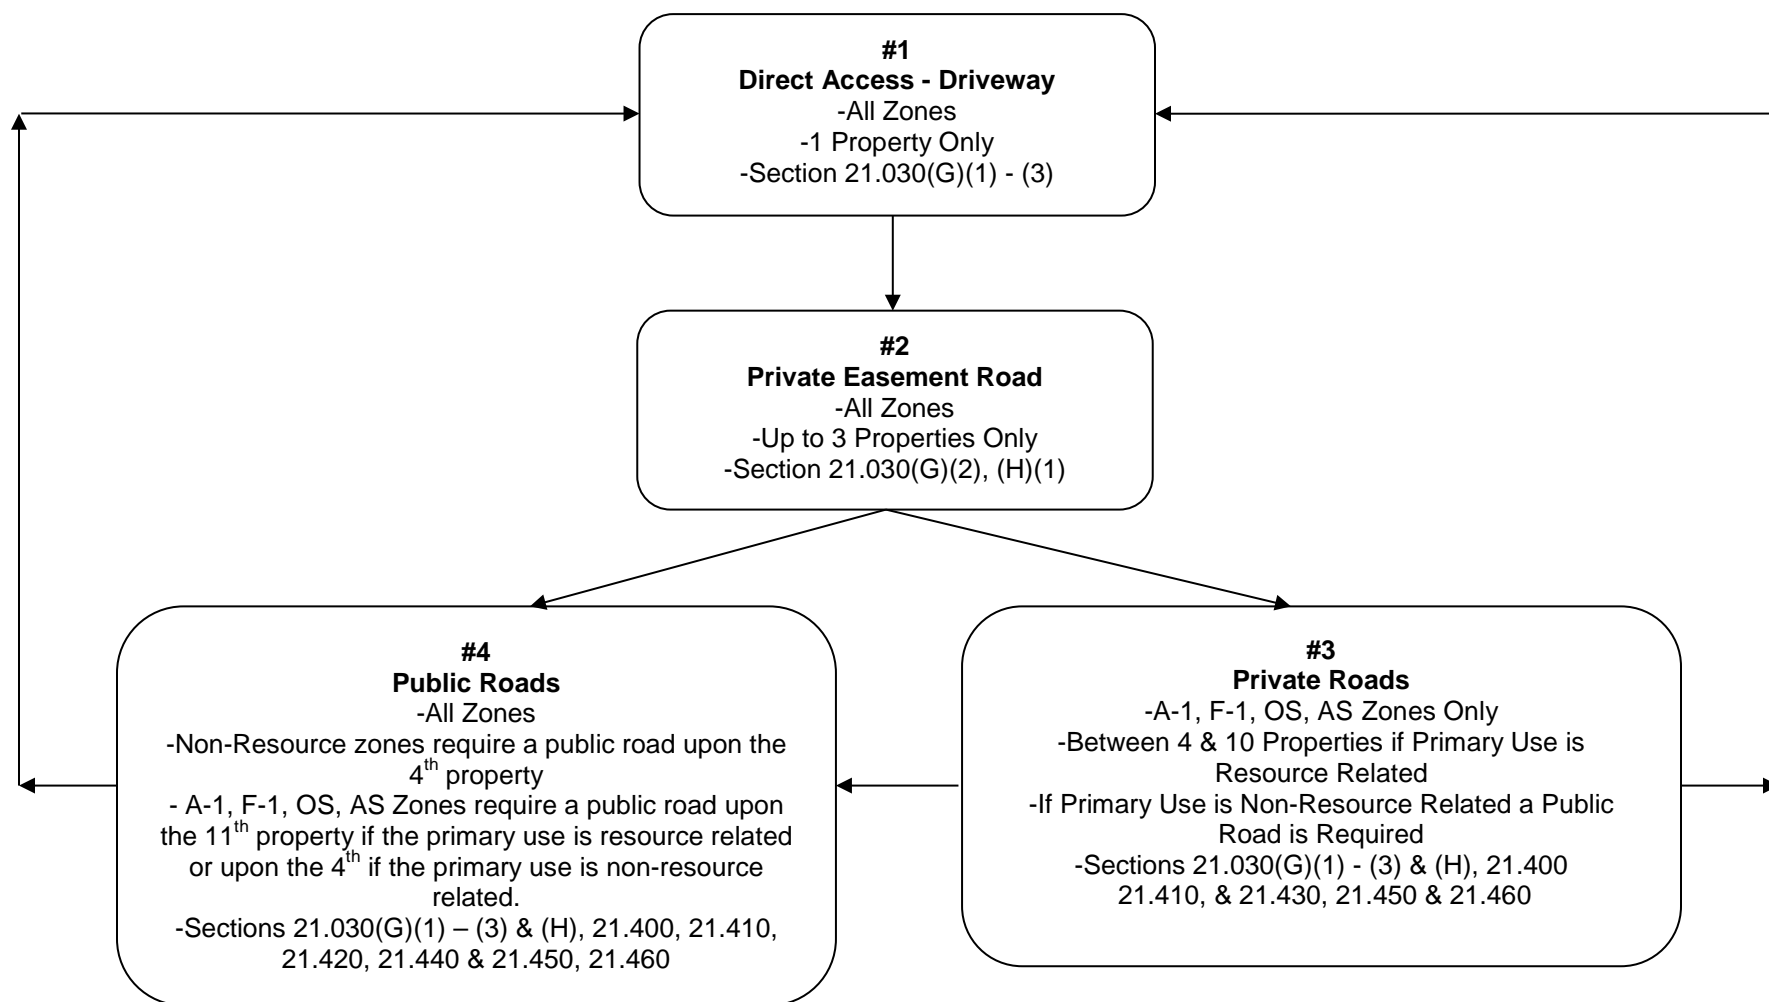 #1
Direct Access - Driveway
-All Zones
-1 Property Only
-Section 21.030(G)(1) - (3)
#2
Private Easement Road
-All Zones
-Up to 3 Properties Only
-Section 21.030(G)(2), (H)(1)
#4
Public Roads
-All Zones
-Non-Resource zones require a public road upon the
4th property
- A-1, F-1, OS, AS Zones require a public road upon
the 11th property if the primary use is resource related
or upon the 4th if the primary use is non-resource
related.
-Sections 21.030(G)(1) – (3) & (H), 21.400, 21.410,
21.420, 21.440 & 21.450, 21.460
#3
Private Roads
-A-1, F-1, OS, AS Zones Only
-Between 4 & 10 Properties if Primary Use is
Resource Related
-If Primary Use is Non-Resource Related a Public
Road is Required
-Sections 21.030(G)(1) - (3) & (H), 21.400
21.410, & 21.430, 21.450 & 21.460